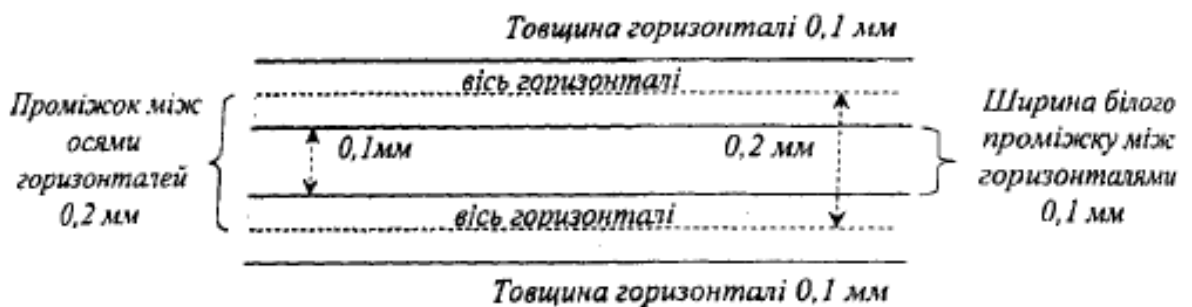 Товщина горизонталі 0,1 мм
вісь горизонталі
Проміжок між
осями
горизонталей
0,2 мм
0,1мм
0,2 мм
Ширина білого
проміжку між
горизонталями
0,1 мм
вісь горизонталі
Товщина горизонталі 0,1 мм